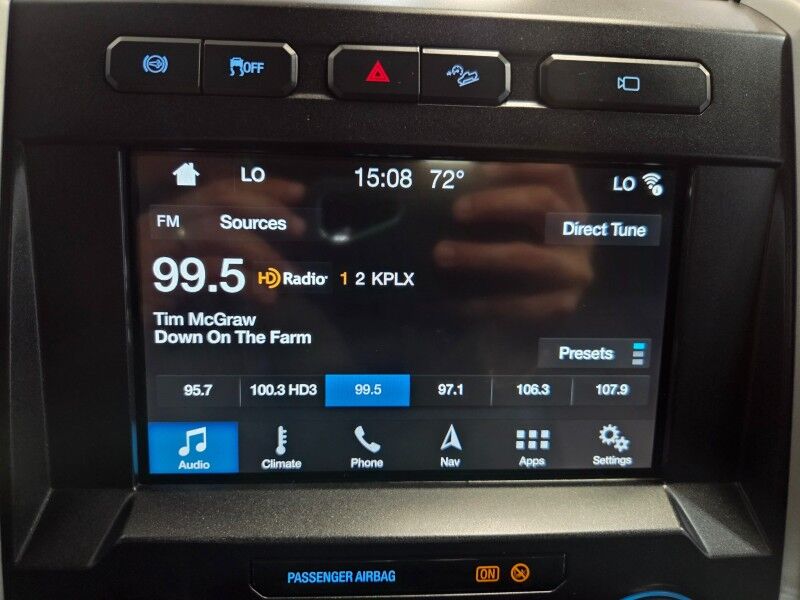 OFF
LO 15:08 72° LO
FM Sources Direct Tune
99.5 HD Radio 1 2 KPLX
Tim McGraw
Down On The Farm
Presets
95.7 100.3 HD3 99.5 97.1 106.3 107.9
Audio Climate Phone Nav Apps Settings
PASSENGER AIRBAG ON